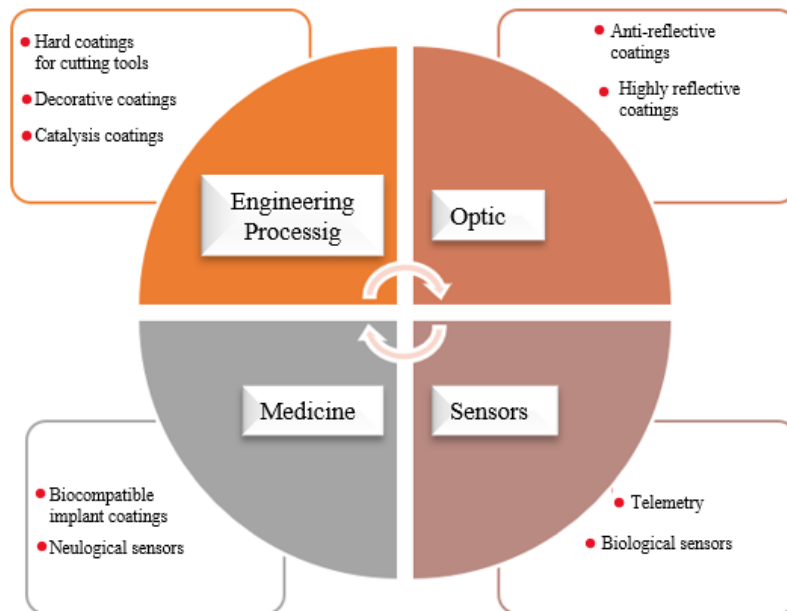 Hard coatings
for cutting tools
Decorative coatings
Catalysis coatings
Anti-reflective
coatings
Highly reflective
coatings
Engineering
Processig
Optic
Medicine
Sensors
Biocompatible
implant coatings
Neulogical sensors
Telemetry
Biological sensors